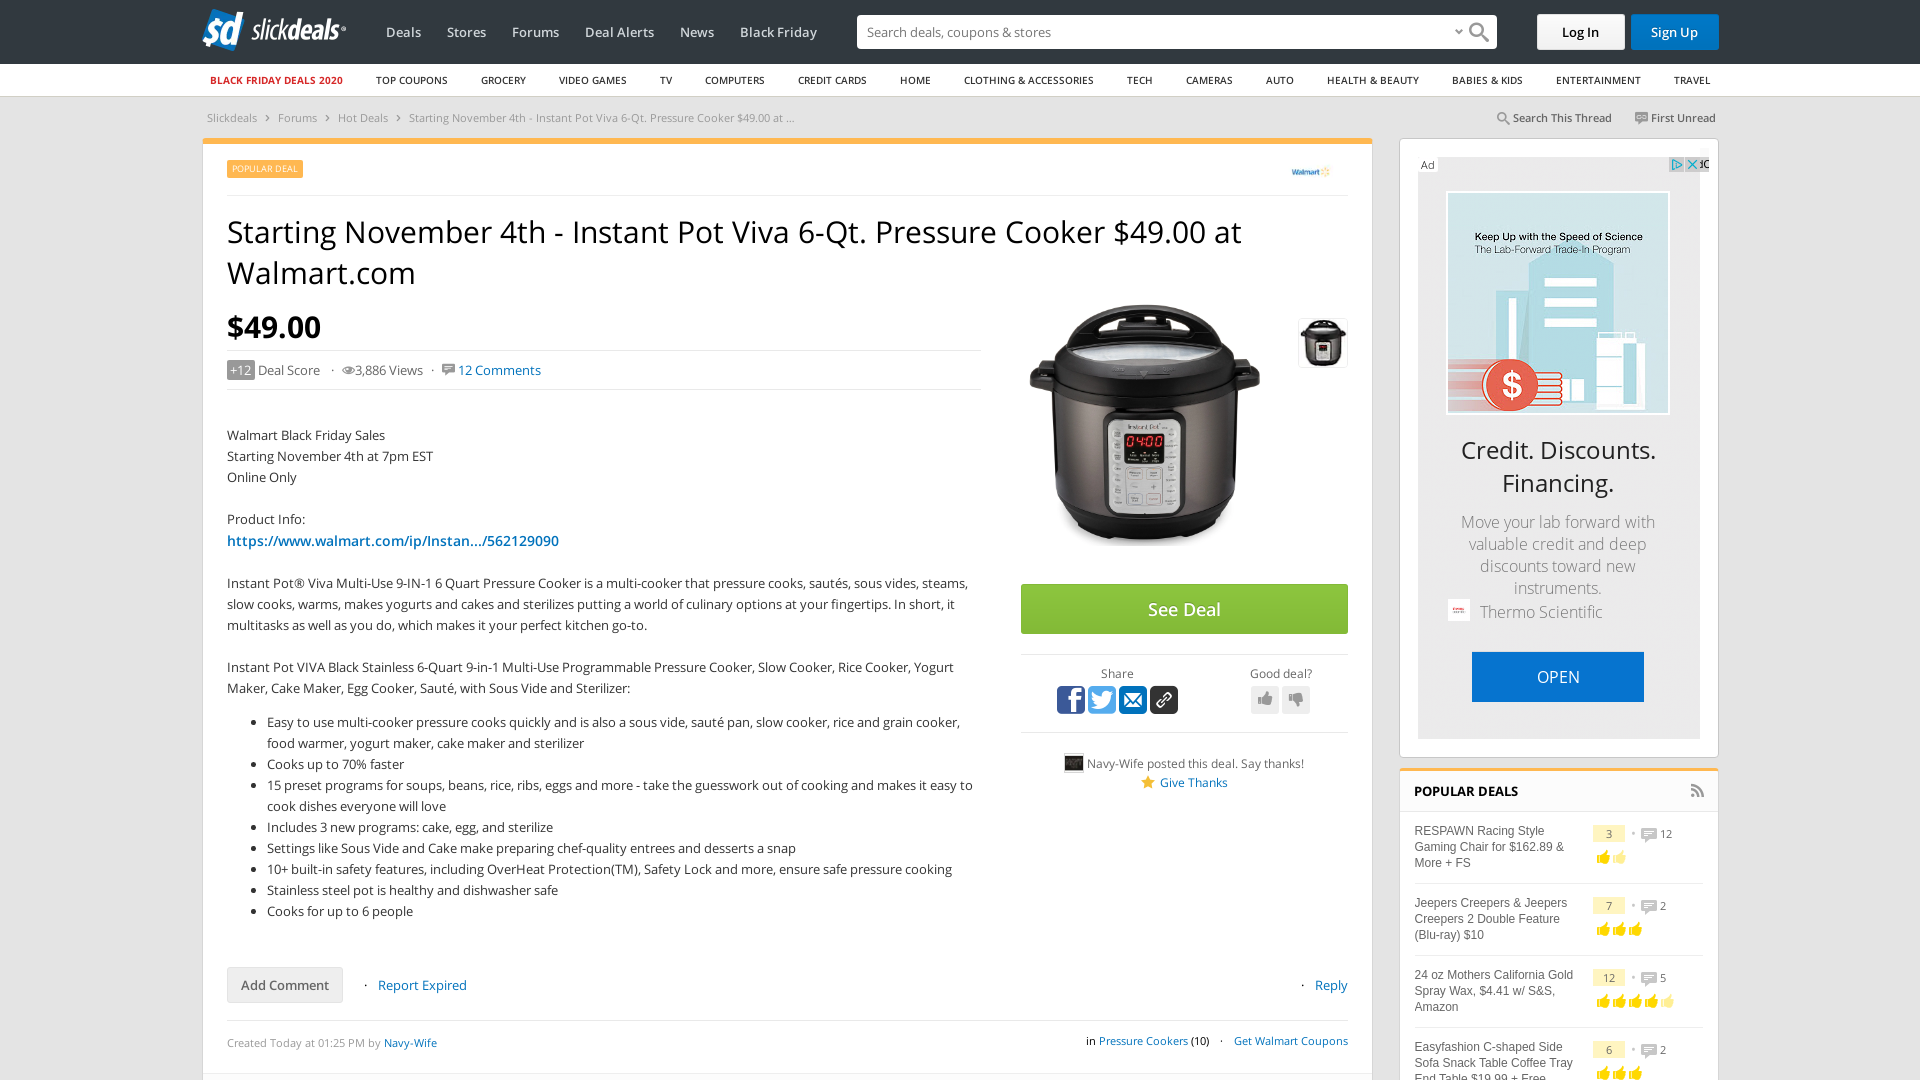 slickdeals
Deals Stores Forums Deal Alerts News Black Friday
Search deals, coupons & stores
Log In Sign Up
BLACK FRIDAY DEALS 2020 TOP COUPONS GROCERY VIDEO GAMES TV COMPUTERS CREDIT CARDS HOME CLOTHING & ACCESSORIES TECH CAMERAS AUTO HEALTH & BEAUTY BABIES & KIDS ENTERTAINMENT TRAVEL
Slickdeals > Forums > Hot Deals > Starting November 4th - Instant Pot Viva 6-Qt. Pressure Cooker $49.00 at ...
Search This Thread First Unread
POPULAR DEAL
Walmart
Starting November 4th - Instant Pot Viva 6-Qt. Pressure Cooker $49.00 at
Walmart.com
$49.00
+12 Deal Score · 3,886 Views · 12 Comments
Walmart Black Friday Sales
Starting November 4th at 7pm EST
Online Only
Product Info:
https://www.walmart.com/ip/Instan.../562129090
Instant Pot® Viva Multi-Use 9-IN-1 6 Quart Pressure Cooker is a multi-cooker that pressure cooks, sautés, sous vides, steams,
slow cooks, warms, makes yogurts and cakes and sterilizes putting a world of culinary options at your fingertips. In short, it
multitasks as well as you do, which makes it your perfect kitchen go-to.
Instant Pot VIVA Black Stainless 6-Quart 9-in-1 Multi-Use Programmable Pressure Cooker, Slow Cooker, Rice Cooker, Yogurt
Maker, Cake Maker, Egg Cooker, Sauté, with Sous Vide and Sterilizer:
• Easy to use multi-cooker pressure cooks quickly and is also a sous vide, sauté pan, slow cooker, rice and grain cooker,
food warmer, yogurt maker, cake maker and sterilizer
• Cooks up to 70% faster
• 15 preset programs for soups, beans, rice, ribs, eggs and more - take the guesswork out of cooking and makes it easy to
cook dishes everyone will love
• Includes 3 new programs: cake, egg, and sterilize
• Settings like Sous Vide and Cake make preparing chef-quality entrees and desserts a snap
• 10+ built-in safety features, including OverHeat Protection(TM), Safety Lock and more, ensure safe pressure cooking
• Stainless steel pot is healthy and dishwasher safe
• Cooks for up to 6 people
Instant Pot
04:00
See Deal
Share
Good deal?
Navy-Wife posted this deal. Say thanks!
Give Thanks
Add Comment · Report Expired
· Reply
Created Today at 01:25 PM by Navy-Wife
in Pressure Cookers (10) · Get Walmart Coupons
Ad
Keep Up with the Speed of Science
The Lab-Forward Trade-In Program
$
Credit. Discounts.
Financing.
Move your lab forward with
valuable credit and deep
discounts toward new
instruments.
Thermo Scientific
OPEN
POPULAR DEALS
RESPAWN Racing Style
Gaming Chair for $162.89 &
More + FS
3 • 12
Jeepers Creepers & Jeepers
Creepers 2 Double Feature
(Blu-ray) $10
7 • 2
24 oz Mothers California Gold
Spray Wax, $4.41 w/ S&S,
Amazon
12 • 5
Easyfashion C-shaped Side
Sofa Snack Table Coffee Tray
End Table $19.99 + Free
6 • 2